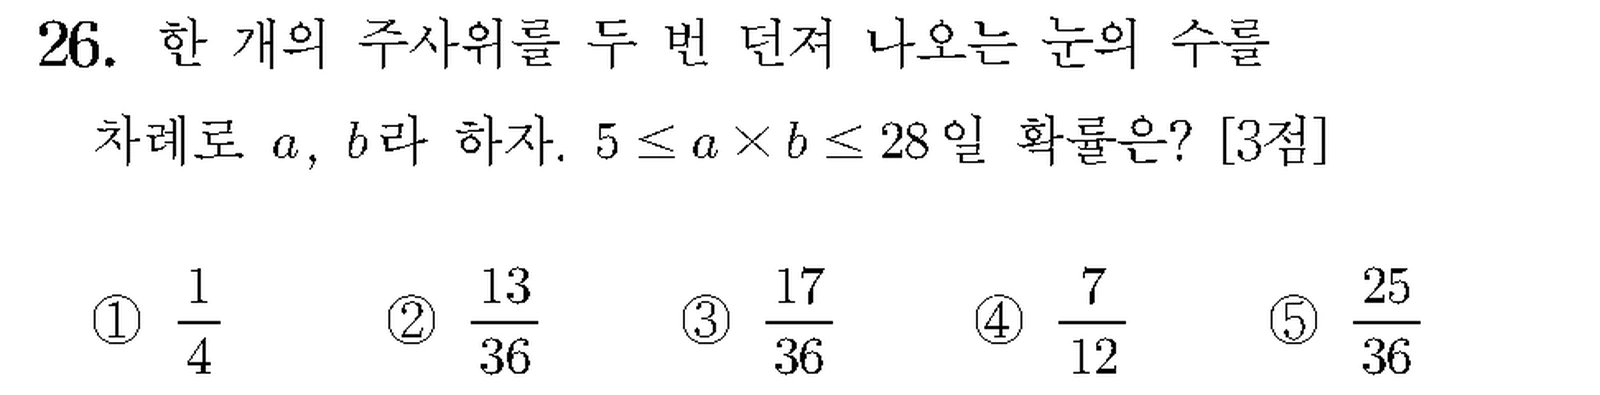 26. 한 개의 주사위를 두 번 던져 나오는 눈의 수를
차례로 a, b라 하자. 5 ≤ a × b ≤ 28일 확률은? [3점]
① 1/4 ② 13/36 ③ 17/36 ④ 7/12 ⑤ 25/36